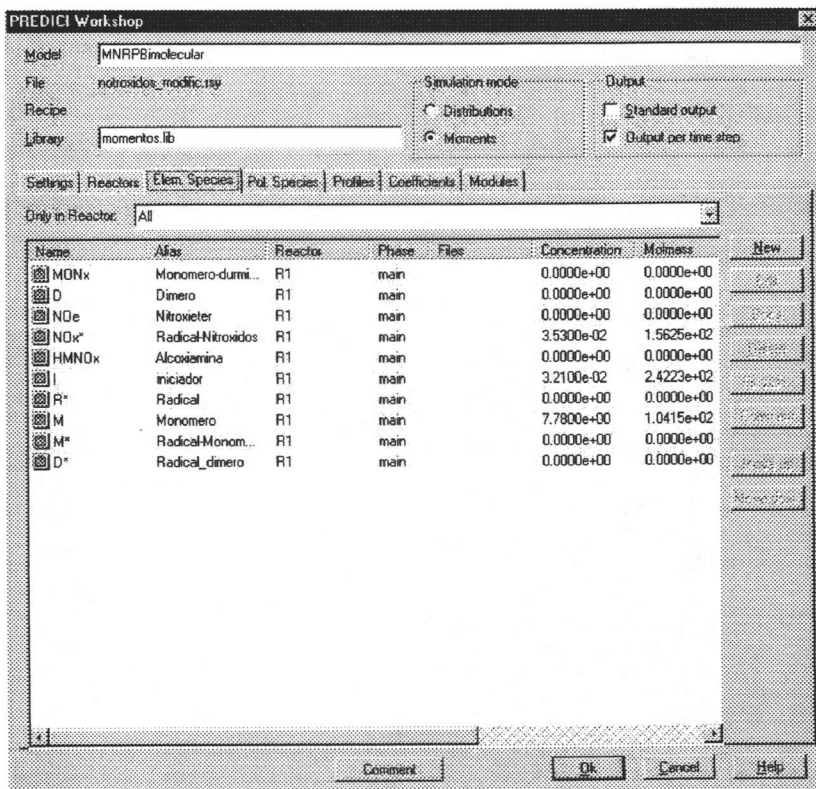 PREDICI Workshop
Model MNRPBimolecular
File notroxidos_modific.rsy Simulation mode Output
Recipe Distributions Standard output
Library momentos.lib Moments Output per time step
Settings Reactors Elem. Species Pol. Species Profiles Coefficients Modules
Only in Reactor: All
Name Alias Reactor Phase Files Concentration Molmass New
MONx Monomero-durmi... R1 main 0.0000e+00 0.0000e+00
D Dimero R1 main 0.0000e+00 0.0000e+00
NOe Nitroxieter R1 main 0.0000e+00 0.0000e+00
NOx* Radical-Nitroxidos R1 main 3.5300e-02 1.5625e+02
HMNOx Alcoxiamina R1 main 0.0000e+00 0.0000e+00
I iniciador R1 main 3.2100e-02 2.4223e+02
R* Radical R1 main 0.0000e+00 0.0000e+00
M Monomero R1 main 7.7800e+00 1.0415e+02
M* Radical-Monom... R1 main 0.0000e+00 0.0000e+00
D* Radical_dimero R1 main 0.0000e+00 0.0000e+00
Comment Ok Cancel Help